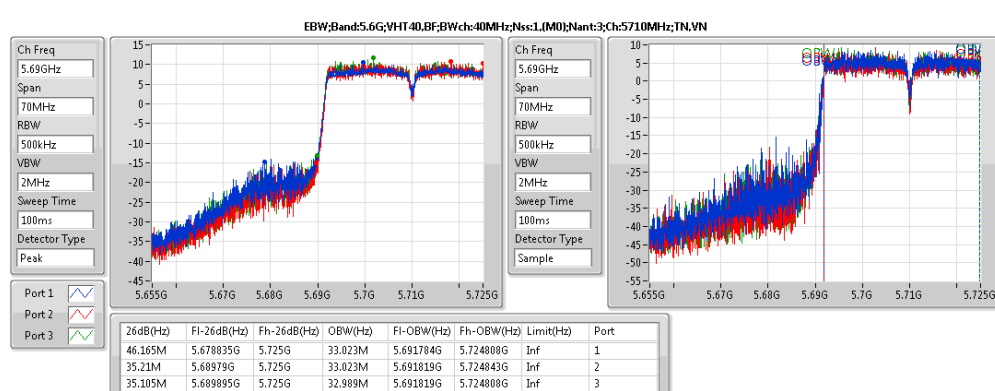 EBW;Band:5.6G;VHT40,BF;BWch:40MHz;Nss:1,(M0);Nant:3;Ch:5710MHz;TN,VN
Ch Freq
5.69GHz
Span
70MHz
RBW
500kHz
VBW
2MHz
Sweep Time
100ms
Detector Type
Peak
15
10
5
0
-5
-10
-15
-20
-25
-30
-35
-40
-45
5.655G 5.67G 5.68G 5.69G 5.7G 5.71G 5.725G
Ch Freq
5.69GHz
Span
70MHz
RBW
500kHz
VBW
2MHz
Sweep Time
100ms
Detector Type
Sample
10
5
0
-5
-10
-15
-20
-25
-30
-35
-40
-45
-50
-55
5.655G 5.67G 5.68G 5.69G 5.7G 5.71G 5.725G
Port 1
Port 2
Port 3
26dB(Hz) Fl-26dB(Hz) Fh-26dB(Hz) OBW(Hz) Fl-OBW(Hz) Fh-OBW(Hz) Limit(Hz) Port
46.165M 5.678835G 5.725G 33.023M 5.691784G 5.724808G Inf 1
35.21M 5.68979G 5.725G 33.023M 5.691819G 5.724843G Inf 2
35.105M 5.689895G 5.725G 32.989M 5.691819G 5.724808G Inf 3